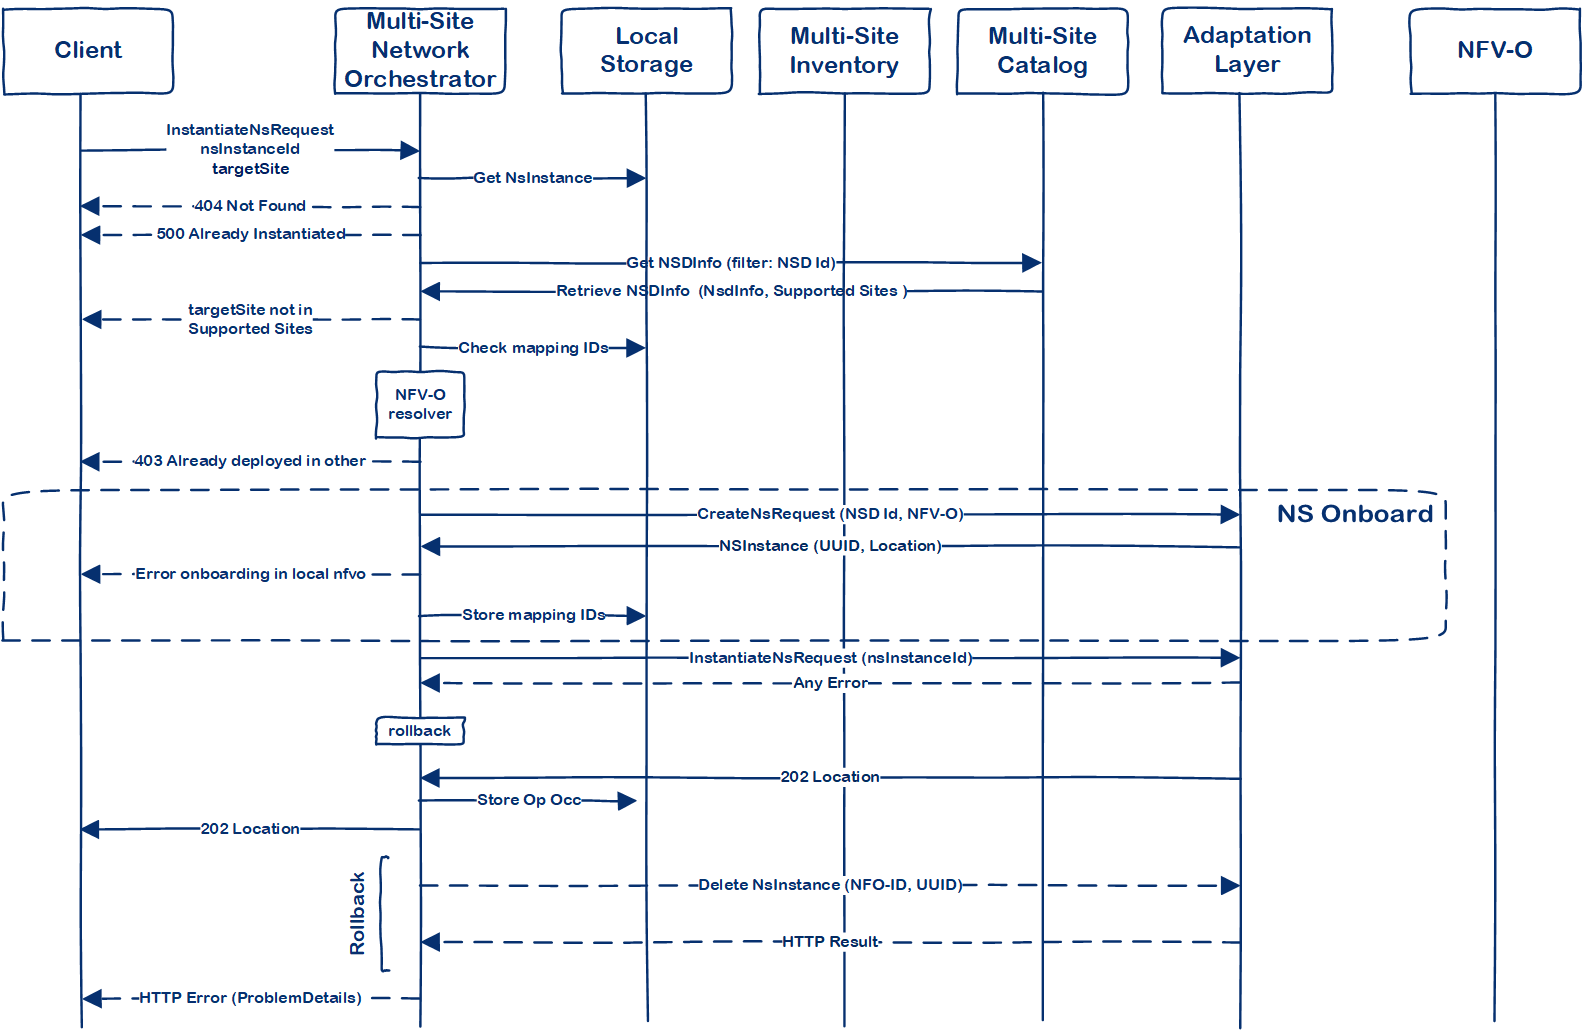 Client
Multi-Site
Network
Orchestrator
Local
Storage
Multi-Site
Inventory
Multi-Site
Catalog
Adaptation
Layer
NFV-O
InstantiateNsRequest
nsInstanceId
targetSite
Get NsInstance
404 Not Found
500 Already Instantiated
Get NSDInfo (filter: NSD Id)
Retrieve NSDInfo (NsdInfo, Supported Sites )
targetSite not in
Supported Sites
Check mapping IDs
NFV-O
resolver
403 Already deployed in other
CreateNsRequest (NSD Id, NFV-O)
NS Onboard
NSInstance (UUID, Location)
Error onboarding in local nfvo
Store mapping IDs
InstantiateNsRequest (nsInstanceId)
Any Error
rollback
202 Location
Store Op Occ
202 Location
Rollback
Delete NsInstance (NFO-ID, UUID)
HTTP Result
HTTP Error (ProblemDetails)